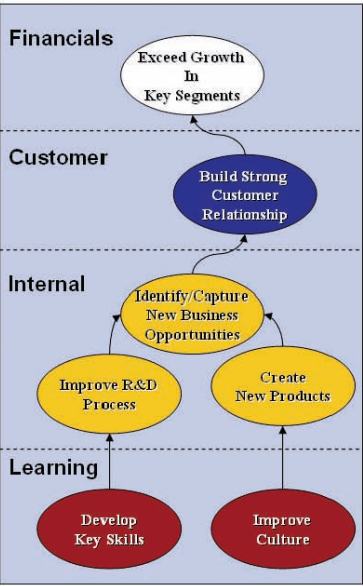 Financials
Exceed Growth
In
Key Segments
Customer
Build Strong
Customer
Relationship
Internal
Identify/Capture
New Business
Opportunities
Improve R&D
Process
Create
New Products
Learning
Develop
Key Skills
Improve
Culture